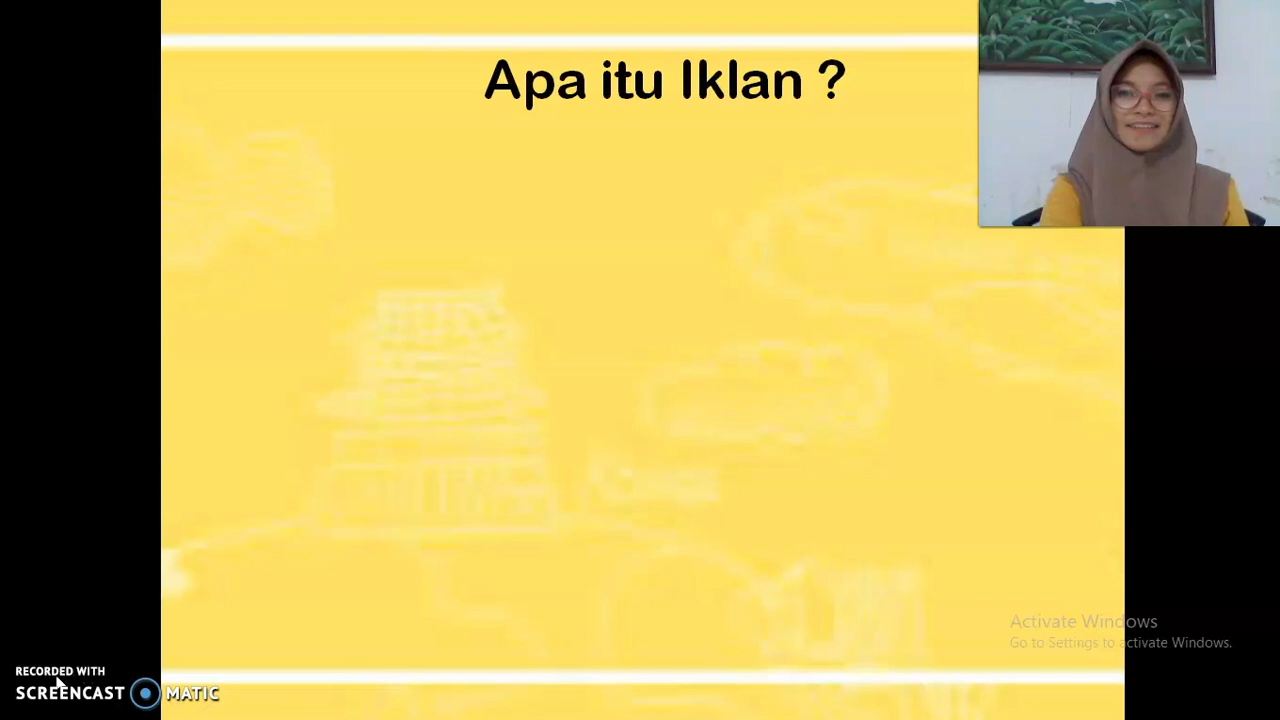 Apa itu Iklan ?
Activate Windows
Go to Settings to activate Windows.
RECORDED WITH
SCREENCAST MATIC